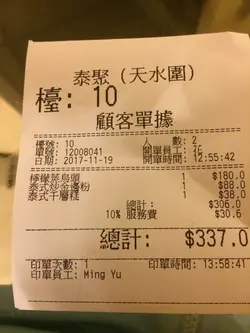 泰聚（天水圍）
檯: 10
顧客單據
檯號: 10 人 數: 2
單號: 12008041 開單員工: 花
日期: 2017-11-19 開單時間: 12:55:42
檸檬蒸烏頭 1 $180.0
泰式炒金邊粉 1 $88.0
泰式千層糕 1 $38.0
總計: $306.0
10% 服務費 $30.6
總計: $337.0
印單次數: 1 印單時間: 13:58:41
印單員工: Ming Yu